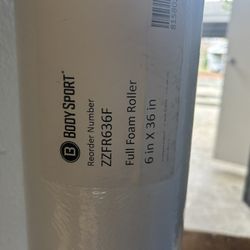 B BODY SPORT®
Reorder Number
ZZFR636F
Full Foam Roller
6 in X 36 in